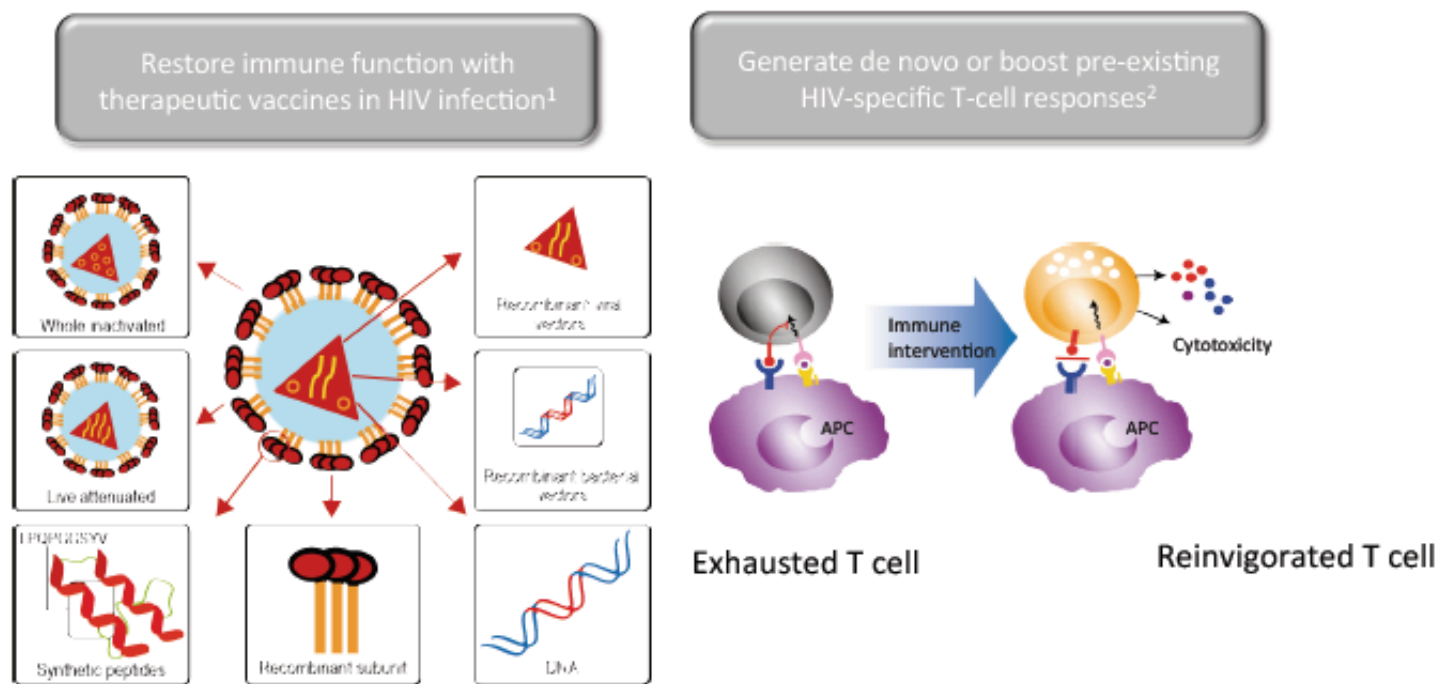 Restore immune function with
therapeutic vaccines in HIV infection¹
Generate de novo or boost pre-existing
HIV-specific T-cell responses²
Whole inactivated
Recombinant viral
vectors
Live attenuated
Recombinant bacterial
vectors
Synthetic peptides
Recombinant subunit
DNA
Immune
intervention
Cytotoxicity
APC
APC
Exhausted T cell
Reinvigorated T cell